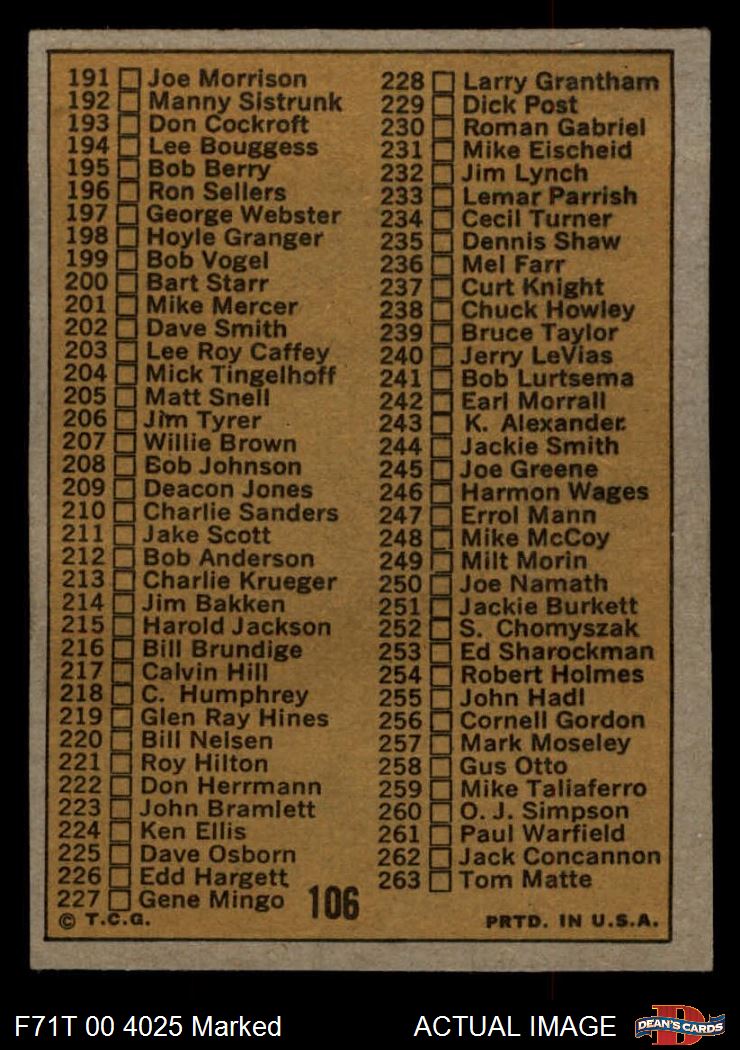 191 Joe Morrison
192 Manny Sistrunk
193 Don Cockroft
194 Lee Bouggess
195 Bob Berry
196 Ron Sellers
197 George Webster
198 Hoyle Granger
199 Bob Vogel
200 Bart Starr
201 Mike Mercer
202 Dave Smith
203 Lee Roy Caffey
204 Mick Tingelhoff
205 Matt Snell
206 Jim Tyrer
207 Willie Brown
208 Bob Johnson
209 Deacon Jones
210 Charlie Sanders
211 Jake Scott
212 Bob Anderson
213 Charlie Krueger
214 Jim Bakken
215 Harold Jackson
216 Bill Brundige
217 Calvin Hill
218 C. Humphrey
219 Glen Ray Hines
220 Bill Nelsen
221 Roy Hilton
222 Don Herrmann
223 John Bramlett
224 Ken Ellis
225 Dave Osborn
226 Edd Hargett
227 Gene Mingo
228 Larry Grantham
229 Dick Post
230 Roman Gabriel
231 Mike Eischeid
232 Jim Lynch
233 Lemar Parrish
234 Cecil Turner
235 Dennis Shaw
236 Mel Farr
237 Curt Knight
238 Chuck Howley
239 Bruce Taylor
240 Jerry LeVias
241 Bob Lurtsema
242 Earl Morrall
243 K. Alexander
244 Jackie Smith
245 Joe Greene
246 Harmon Wages
247 Errol Mann
248 Mike McCoy
249 Milt Morin
250 Joe Namath
251 Jackie Burkett
252 S. Chomyszak
253 Ed Sharockman
254 Robert Holmes
255 John Hadl
256 Cornell Gordon
257 Mark Moseley
258 Gus Otto
259 Mike Taliaferro
260 O. J. Simpson
261 Paul Warfield
262 Jack Concannon
263 Tom Matte
© T.C.G. 106 PRTD. IN U.S.A.
F71T 00 4025 Marked ACTUAL IMAGE D DEAN'S CARDS